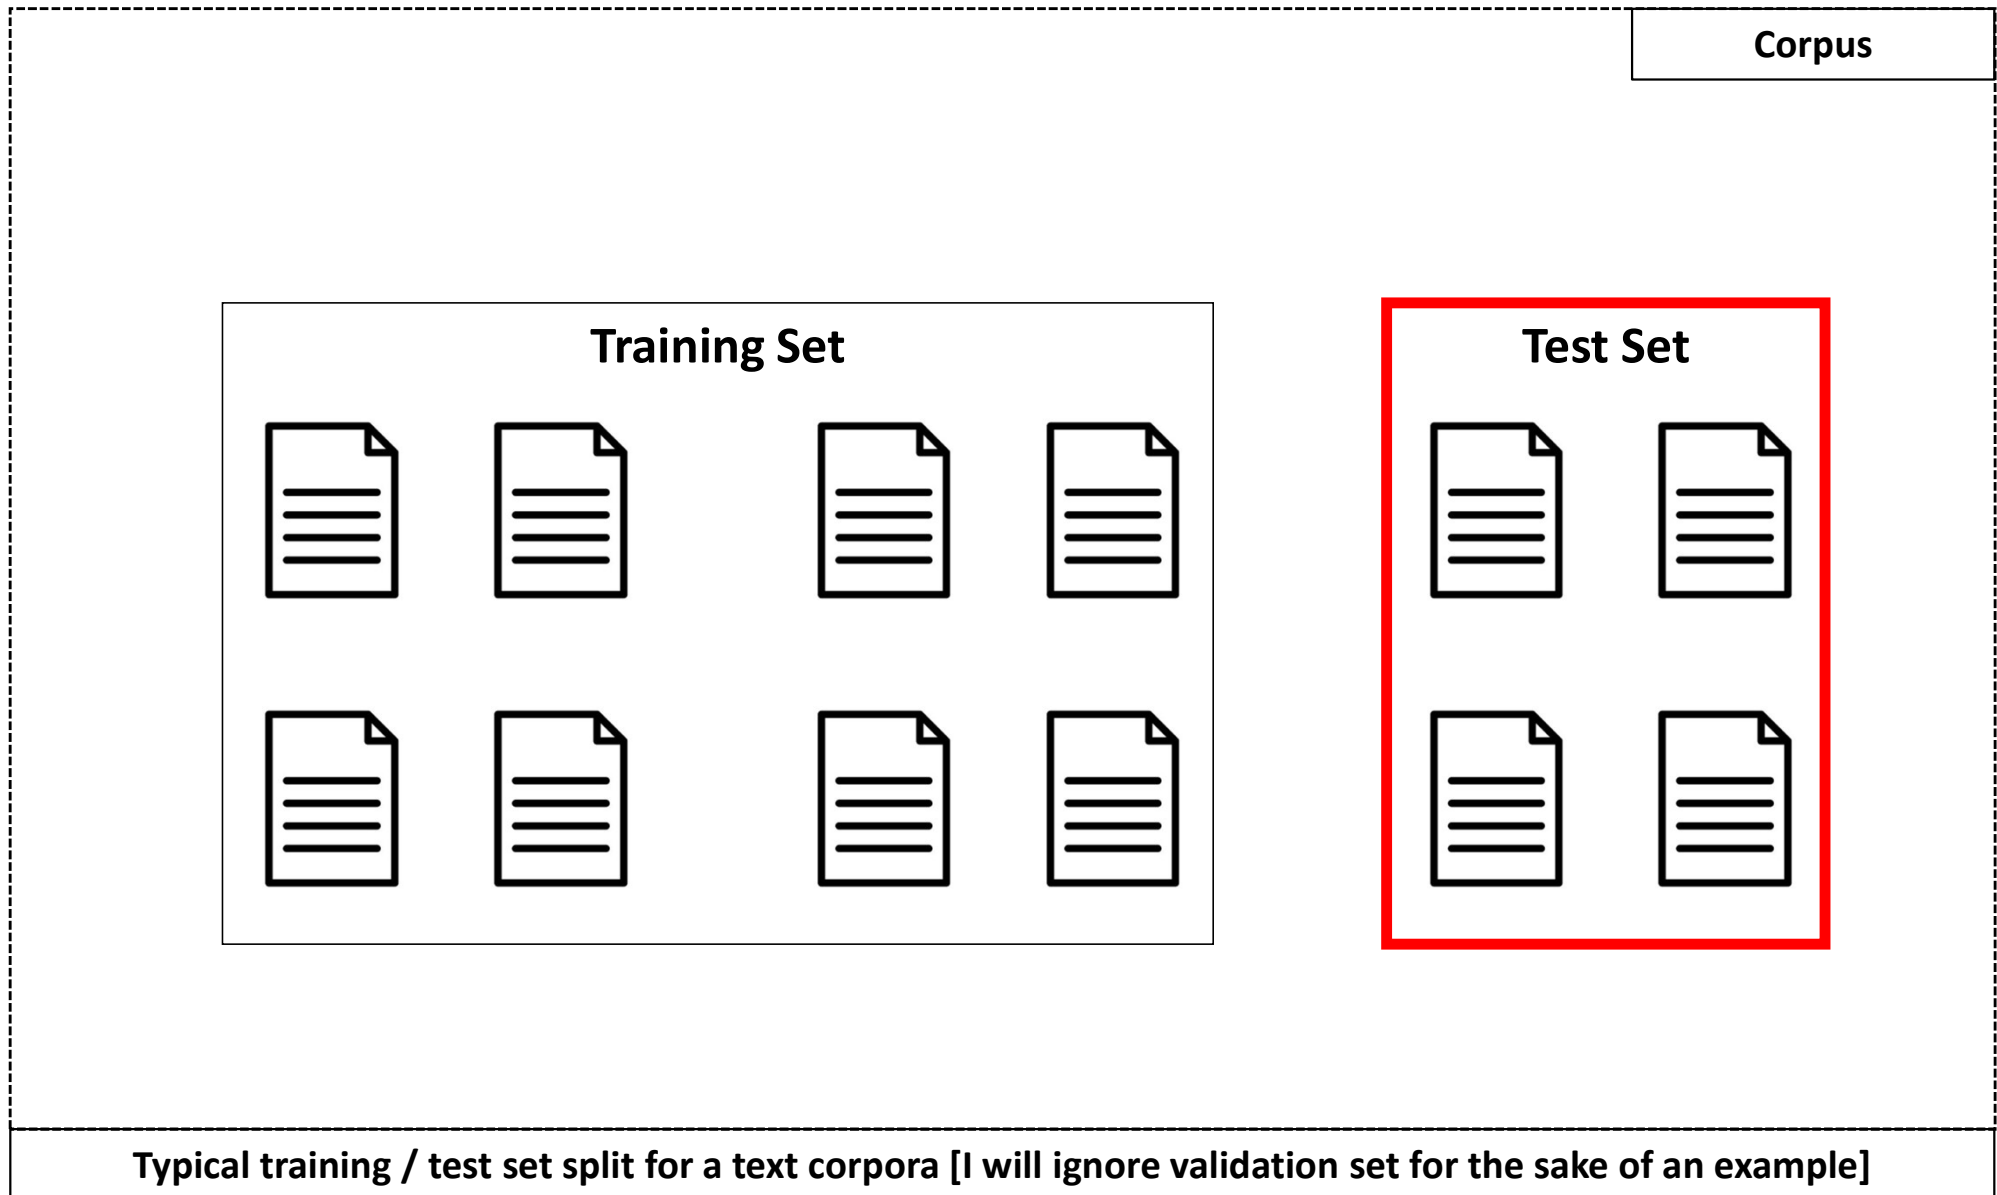 Corpus
Training Set
Test Set
Typical training / test set split for a text corpora [I will ignore validation set for the sake of an example]